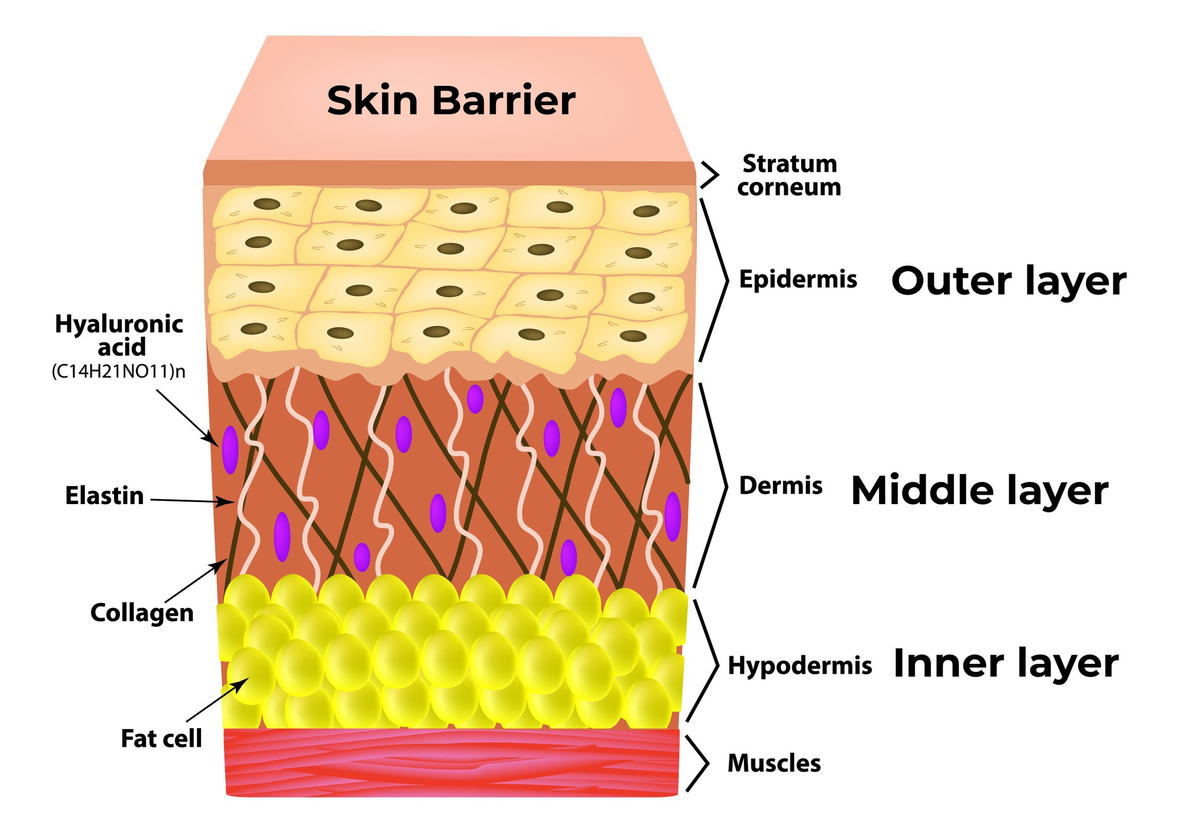 Skin Barrier
Stratum
corneum
Epidermis
Outer layer
Hyaluronic
acid
(C14H21NO11)n
Elastin
Dermis
Middle layer
Collagen
Hypodermis
Inner layer
Fat cell
Muscles